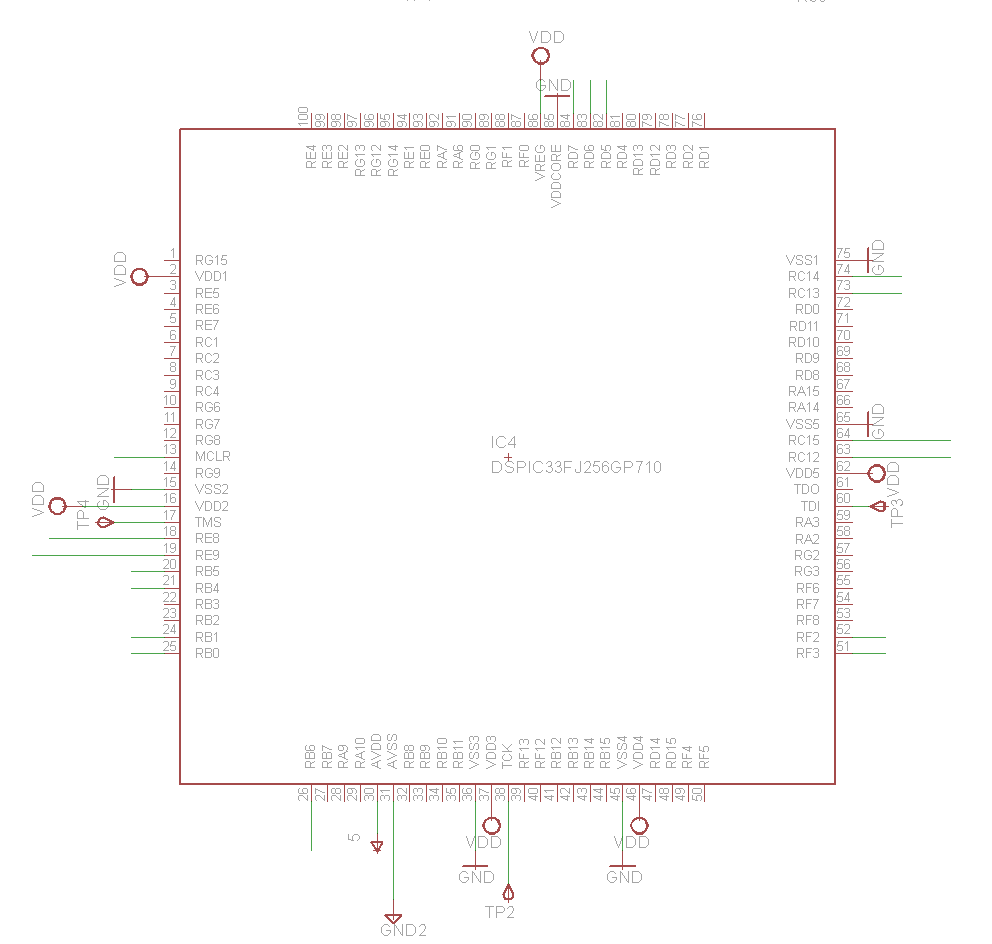 VDD
GND
100 99 98 97 96 95 94 93 92 91 90 89 88 87 86 85 84 83 82 81 80 79 78 77 76
RE4 RE3 RE2 RG13 RG12 RG14 RE1 RE0 RA7 RA6 RG0 RG1 RF1 RF0 VREG VDDCORE RD7 RD6 RD5 RD4 RD13 RD12 RD3 RD2 RD1
VDD
1 RG15
2 VDD1
3 RE5
4 RE6
5 RE7
6 RC1
7 RC2
8 RC3
9 RC4
10 RG6
11 RG7
12 RG8
13 MCLR
14 RG9
15 VSS2
16 VDD2
17 TMS
18 RE8
19 RE9
20 RB5
21 RB4
22 RB3
23 RB2
24 RB1
25 RB0
VDD
TP4
GND
IC4
DSPIC33FJ256GP710
VSS1 75
RC14 74
RC13 73
RD0 72
RD11 71
RD10 70
RD9 69
RD8 68
RA15 67
RA14 66
VSS5 65
RC15 64
RC12 63
VDD5 62
TDO 61
TDI 60
RA3 59
RA2 58
RG2 57
RG3 56
RF6 55
RF7 54
RF8 53
RF2 52
RF3 51
GND
GND
VDD
TP3
RB6 RB7 RA9 RA10 AVDD AVSS RB8 RB9 RB10 RB11 VSS3 VDD3 TCK RF13 RF12 RB12 RB13 RB14 RB15 VSS4 VDD4 RD14 RD15 RF4 RF5
26 27 28 29 30 31 32 33 34 35 36 37 38 39 40 41 42 43 44 45 46 47 48 49 50
5
VDD
VDD
GND
GND
TP2
GND2